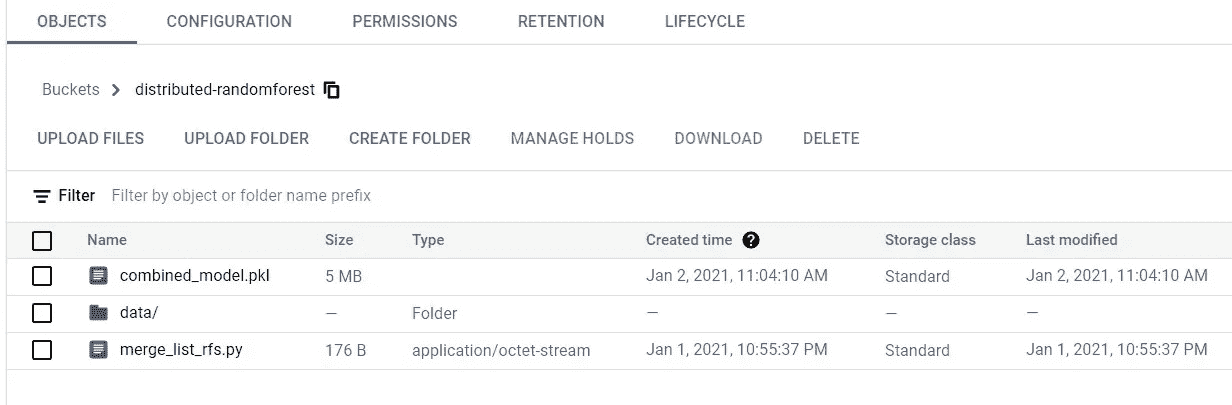 OBJECTS CONFIGURATION PERMISSIONS RETENTION LIFECYCLE
Buckets > distributed-randomforest
UPLOAD FILES UPLOAD FOLDER CREATE FOLDER MANAGE HOLDS DOWNLOAD DELETE
Filter Filter by object or folder name prefix
Name Size Type Created time ? Storage class Last modified
combined_model.pkl 5 MB Jan 2, 2021, 11:04:10 AM Standard Jan 2, 2021, 11:04:10 AM
data/ — Folder — — —
merge_list_rfs.py 176 B application/octet-stream Jan 1, 2021, 10:55:37 PM Standard Jan 1, 2021, 10:55:37 PM